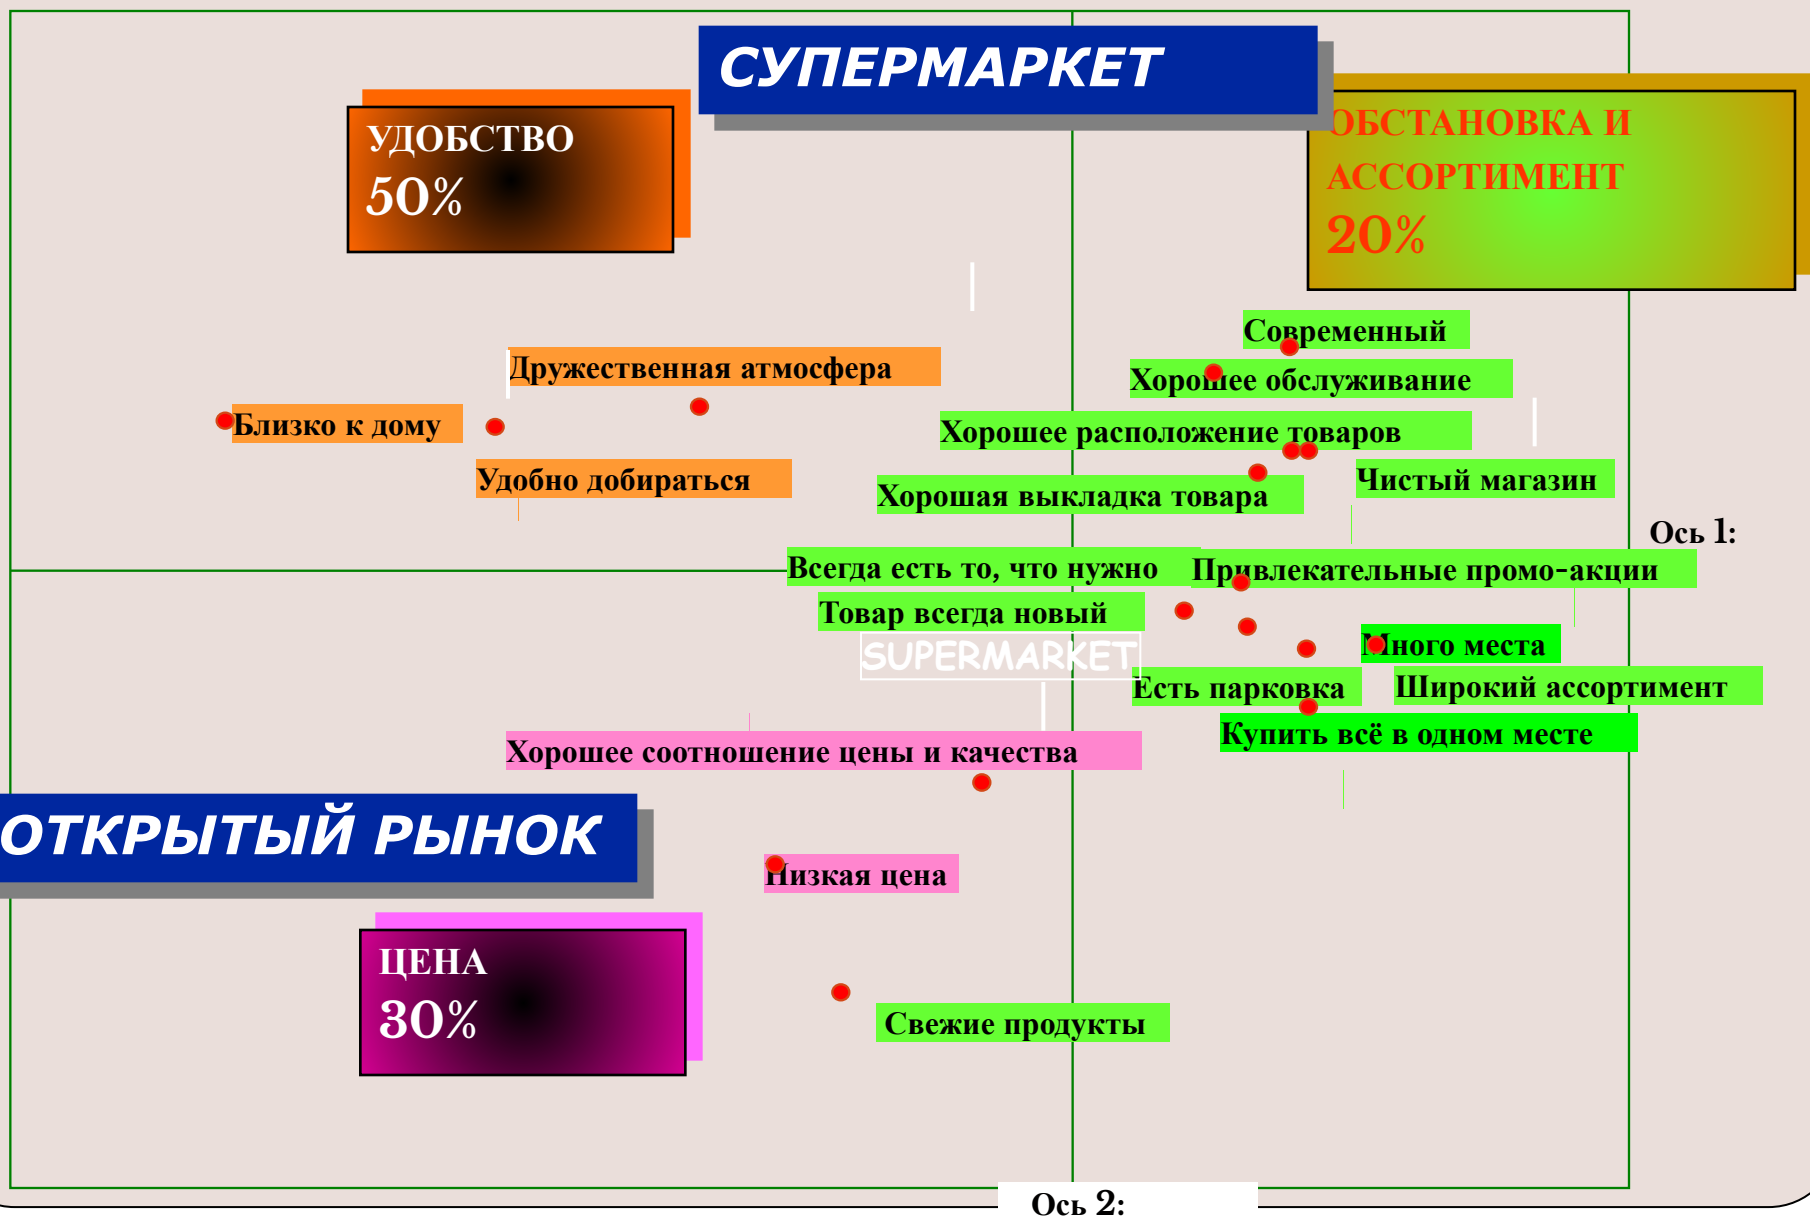 СУПЕРМАРКЕТ
УДОБСТВО
50%
ОБСТАНОВКА И
АССОРТИМЕНТ
20%
Современный
Дружественная атмосфера
Хорошее обслуживание
Близко к дому
Хорошее расположение товаров
Удобно добираться
Чистый магазин
Хорошая выкладка товара
Ось 1:
Всегда есть то, что нужно
Привлекательные промо-акции
Товар всегда новый
Много места
SUPERMARKET
Есть парковка
Широкий ассортимент
Купить всё в одном месте
Хорошее соотношение цены и качества
ОТКРЫТЫЙ РЫНОК
Низкая цена
ЦЕНА
30%
Свежие продукты
Ось 2: